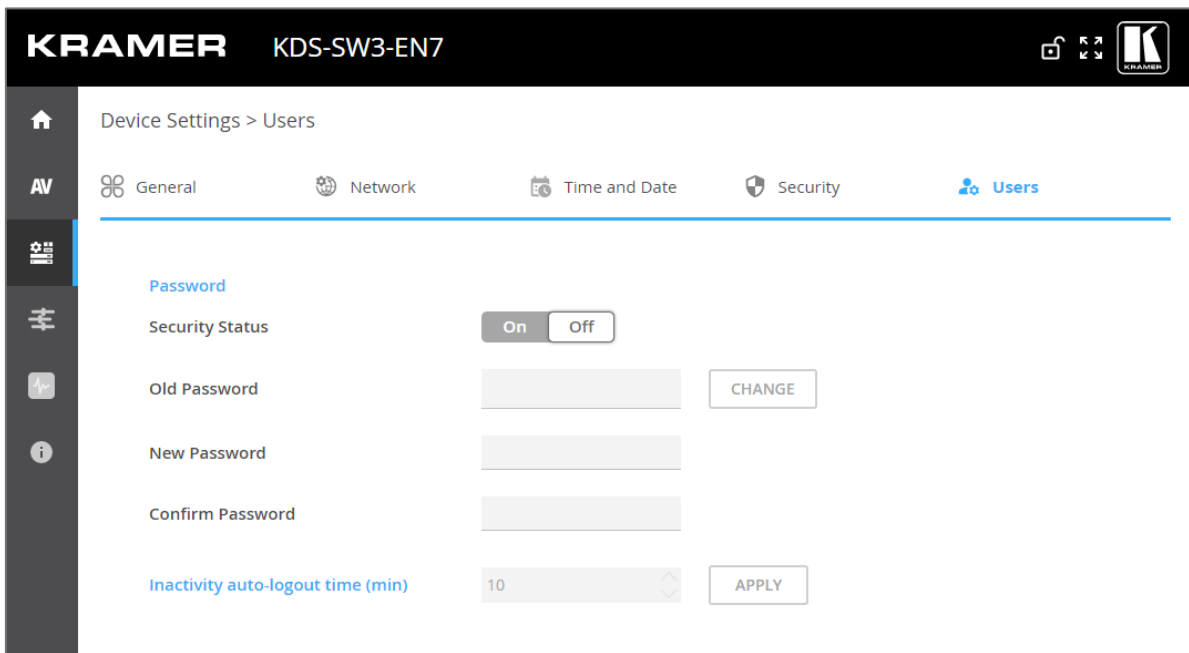 KRAMER KDS-SW3-EN7
KRAMER
Device Settings > Users
AV
General Network Time and Date Security Users
Password
Security Status On Off
Old Password CHANGE
New Password
Confirm Password
Inactivity auto-logout time (min) 10 APPLY